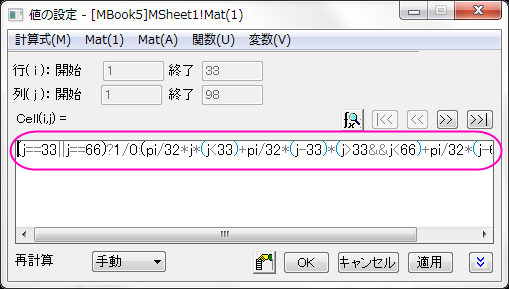 値の設定 - [MBook5]MSheet1!Mat(1)
計算式(M) Mat(1) Mat(A) 関数(U) 変数(V)
行(i): 開始 1 終了 33
列(j): 開始 1 終了 98
Cell(i,j) =
(j==33||j==66)?1/0:(pi/32*j*(j<33)+pi/32*(j-33)*(j>33&&j<66)+pi/32*(j-6
再計算 手動 OK キャンセル 適用